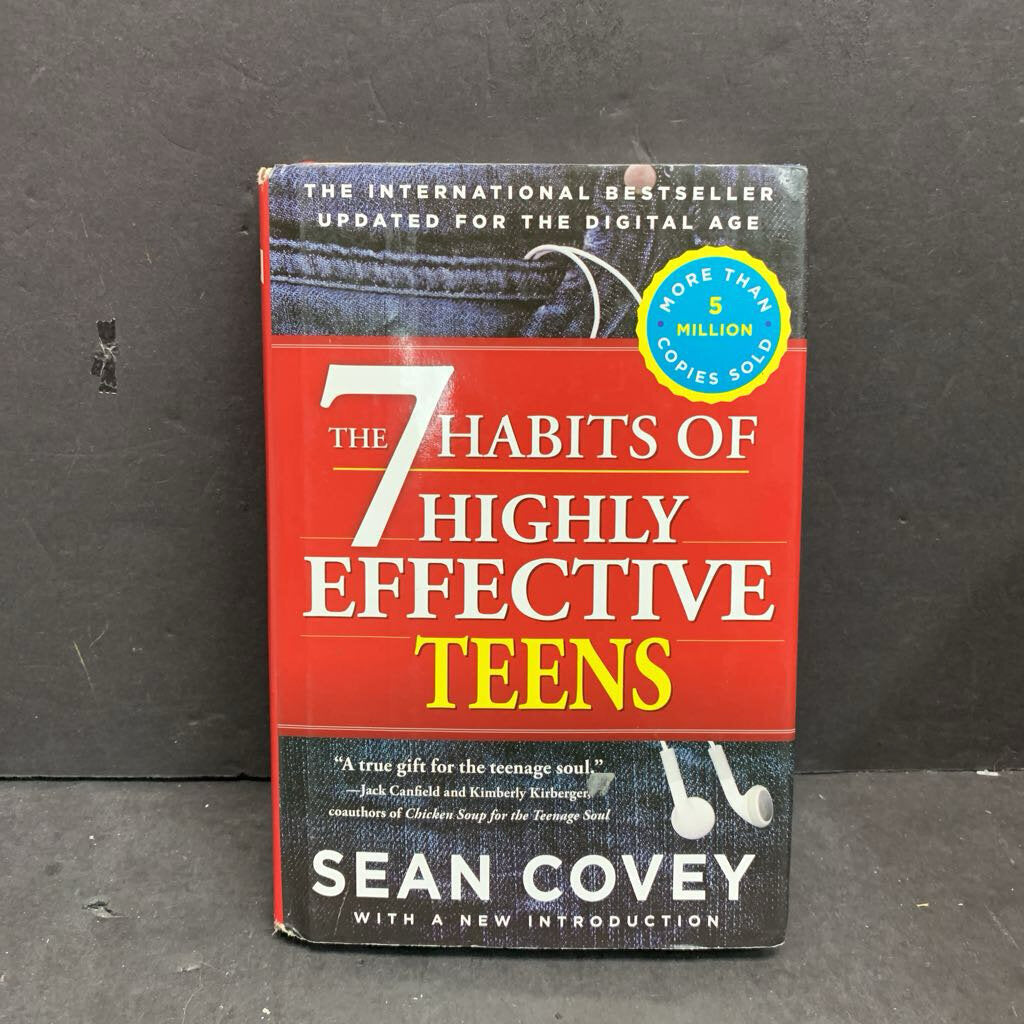 THE INTERNATIONAL BESTSELLER
UPDATED FOR THE DIGITAL AGE
MORE THAN
5
MILLION
COPIES SOLD
THE 7 HABITS OF
HIGHLY
EFFECTIVE
TEENS
“A true gift for the teenage soul.”
—Jack Canfield and Kimberly Kirberger,
coauthors of Chicken Soup for the Teenage Soul
SEAN COVEY
WITH A NEW INTRODUCTION